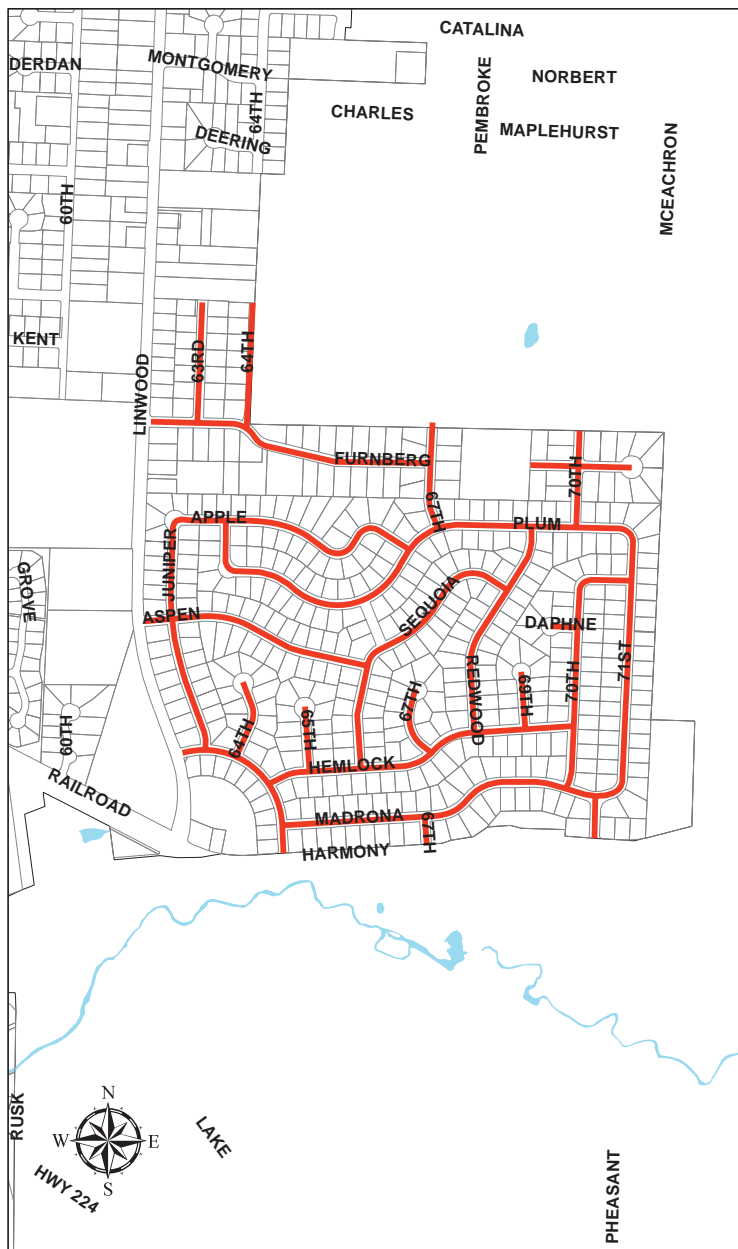 CATALINA
DERDAN
MONTGOMERY
NORBERT
64TH
CHARLES
PEMBROKE
MAPLEHURST
DEERING
MCEACHRON
60TH
KENT
LINWOOD
63RD
64TH
FURNBERG
70TH
67TH
APPLE
PLUM
JUNIPER
GROVE
ASPEN
SEQUOIA
DAPHNE
REDWOOD
70TH
71ST
67TH
69TH
60TH
64TH
65TH
HEMLOCK
RAILROAD
MADRONA
67TH
HARMONY
RUSK
N
W
E
S
LAKE
HWY 224
PHEASANT